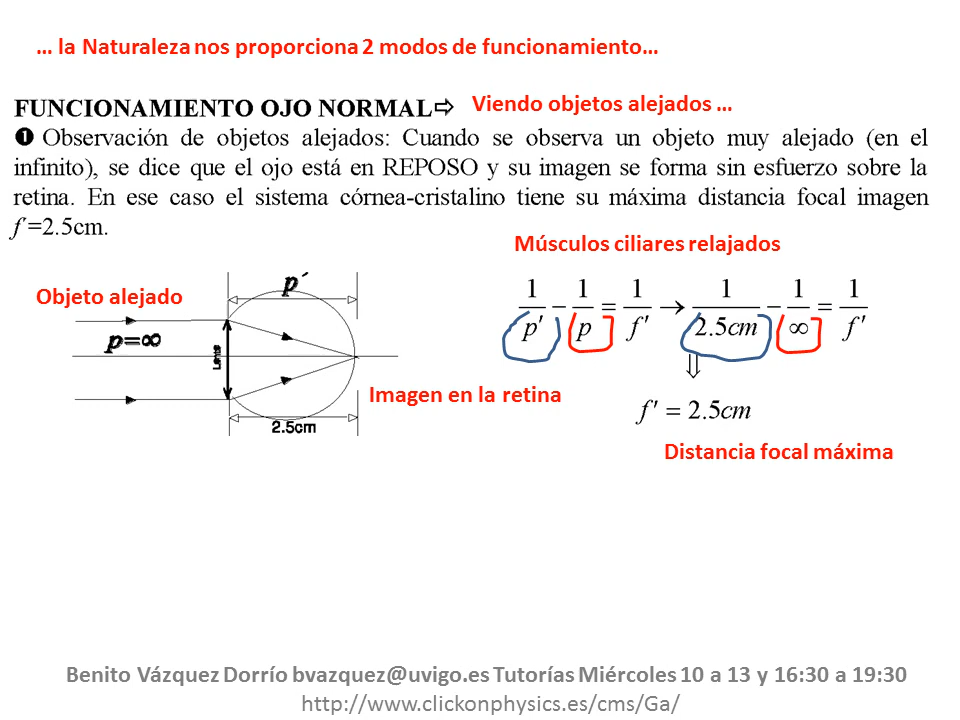 … la Naturaleza nos proporciona 2 modos de funcionamiento…
FUNCIONAMIENTO OJO NORMAL⇨ Viendo objetos alejados …
❶ Observación de objetos alejados: Cuando se observa un objeto muy alejado (en el
infinito), se dice que el ojo está en REPOSO y su imagen se forma sin esfuerzo sobre la
retina. En ese caso el sistema córnea-cristalino tiene su máxima distancia focal imagen
f´=2.5cm.
Músculos ciliares relajados
Objeto alejado
p´
p=∞
Lente
2.5cm
Imagen en la retina
1/p' − 1/p = 1/f' → 1/2.5cm − 1/∞ = 1/f'
⇓
f' = 2.5cm
Distancia focal máxima
Benito Vázquez Dorrío bvazquez@uvigo.es Tutorías Miércoles 10 a 13 y 16:30 a 19:30
http://www.clickonphysics.es/cms/Ga/